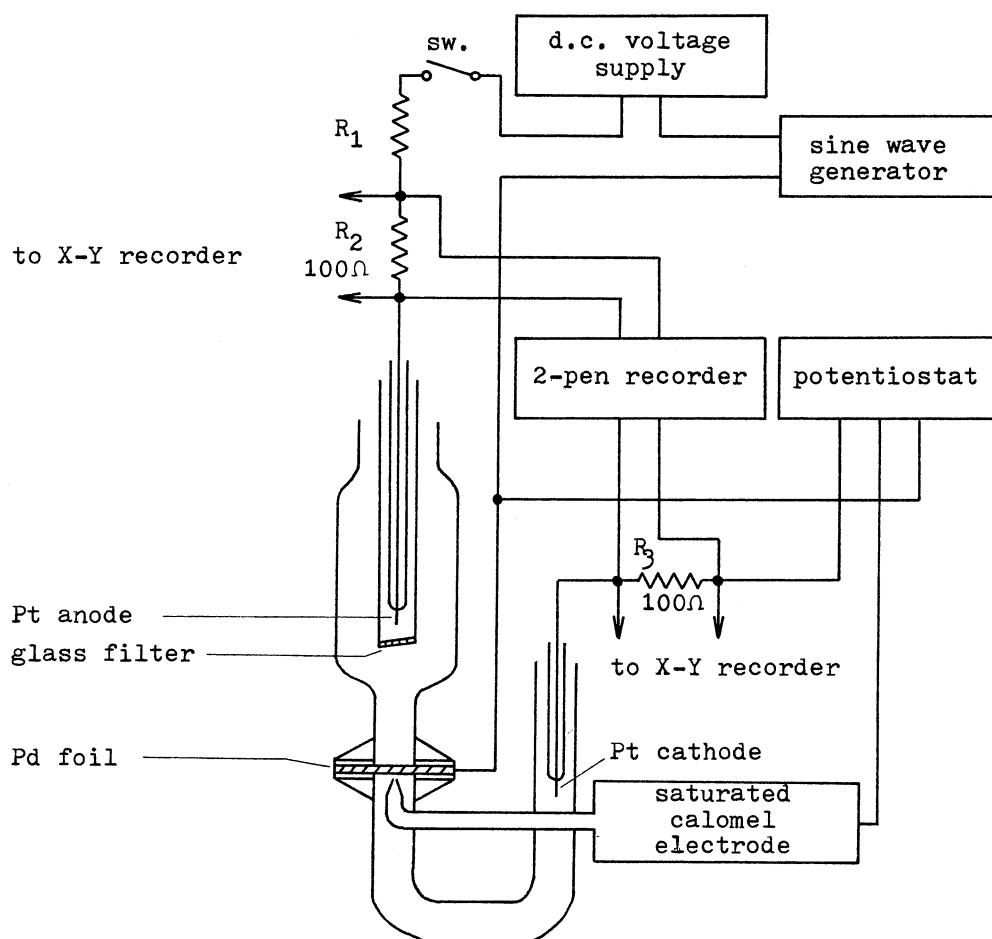 sw.
d.c. voltage
supply
R1
sine wave
generator
R2
to X-Y recorder
100Ω
2-pen recorder
potentiostat
R3
100Ω
Pt anode
glass filter
to X-Y recorder
Pd foil
Pt cathode
saturated
calomel
electrode